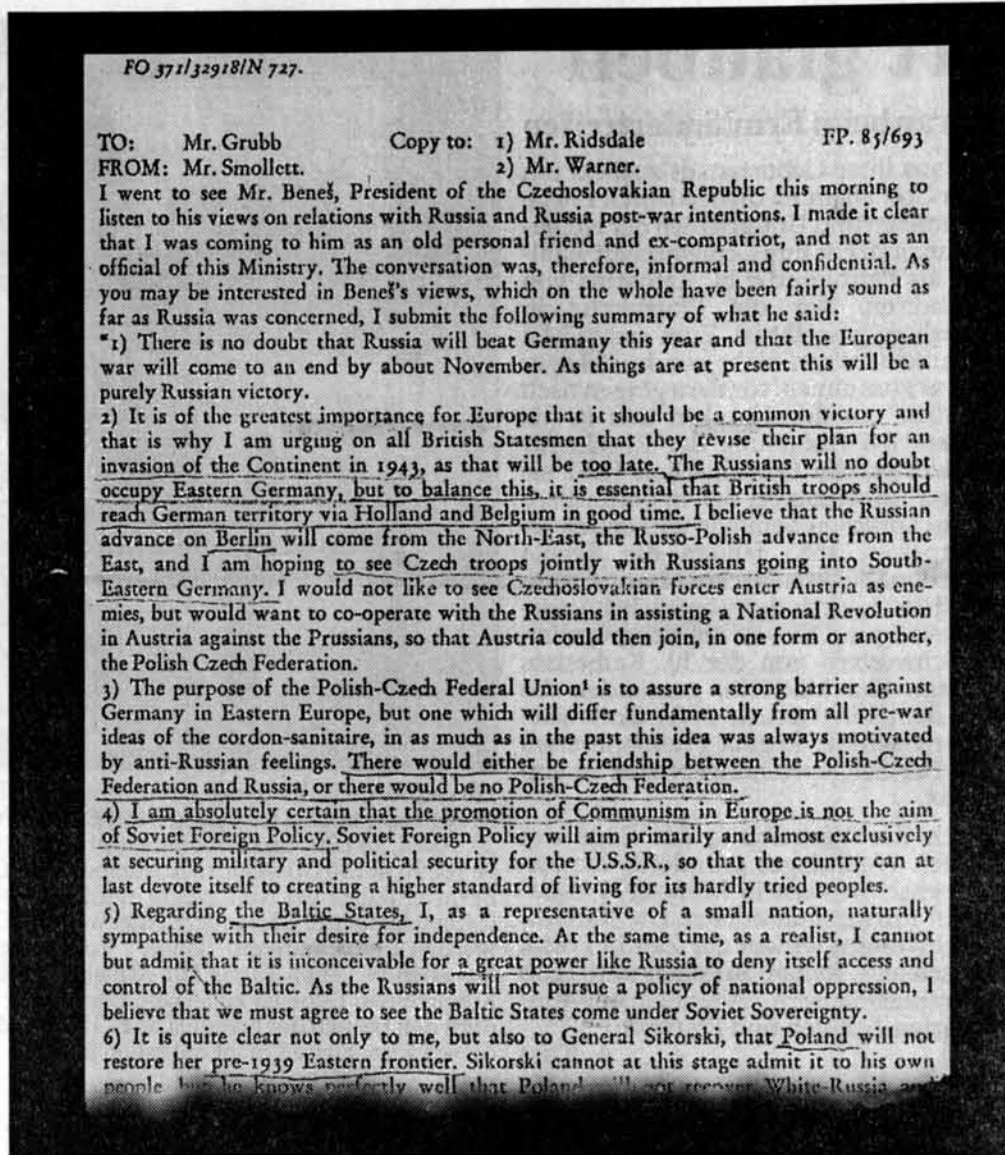 FO 371/32918/N 727.
TO: Mr. Grubb Copy to: 1) Mr. Ridsdale FP. 85/693
FROM: Mr. Smollett. 2) Mr. Warner.
I went to see Mr. Beneš, President of the Czechoslovakian Republic this morning to
listen to his views on relations with Russia and Russia post-war intentions. I made it clear
that I was coming to him as an old personal friend and ex-compatriot, and not as an
official of this Ministry. The conversation was, therefore, informal and confidential. As
you may be interested in Beneš's views, which on the whole have been fairly sound as
far as Russia was concerned, I submit the following summary of what he said:
"1) There is no doubt that Russia will beat Germany this year and that the European
war will come to an end by about November. As things are at present this will be a
purely Russian victory.
2) It is of the greatest importance for Europe that it should be a common victory and
that is why I am urging on all British Statesmen that they revise their plan for an
invasion of the Continent in 1943, as that will be too late. The Russians will no doubt
occupy Eastern Germany, but to balance this, it is essential that British troops should
reach German territory via Holland and Belgium in good time. I believe that the Russian
advance on Berlin will come from the North-East, the Russo-Polish advance from the
East, and I am hoping to see Czech troops jointly with Russians going into South-
Eastern Germany. I would not like to see Czechoslovakian forces enter Austria as ene-
mies, but would want to co-operate with the Russians in assisting a National Revolution
in Austria against the Prussians, so that Austria could then join, in one form or another,
the Polish Czech Federation.
3) The purpose of the Polish-Czech Federal Union¹ is to assure a strong barrier against
Germany in Eastern Europe, but one which will differ fundamentally from all pre-war
ideas of the cordon-sanitaire, in as much as in the past this idea was always motivated
by anti-Russian feelings. There would either be friendship between the Polish-Czech
Federation and Russia, or there would be no Polish-Czech Federation.
4) I am absolutely certain that the promotion of Communism in Europe is not the aim
of Soviet Foreign Policy. Soviet Foreign Policy will aim primarily and almost exclusively
at securing military and political security for the U.S.S.R., so that the country can at
last devote itself to creating a higher standard of living for its hardly tried peoples.
5) Regarding the Baltic States, I, as a representative of a small nation, naturally
sympathise with their desire for independence. At the same time, as a realist, I cannot
but admit that it is inconceivable for a great power like Russia to deny itself access and
control of the Baltic. As the Russians will not pursue a policy of national oppression, I
believe that we must agree to see the Baltic States come under Soviet Sovereignty.
6) It is quite clear not only to me, but also to General Sikorski, that Poland will not
restore her pre-1939 Eastern frontier. Sikorski cannot at this stage admit it to his own
people but he knows perfectly well that Poland will not recover White-Russia and